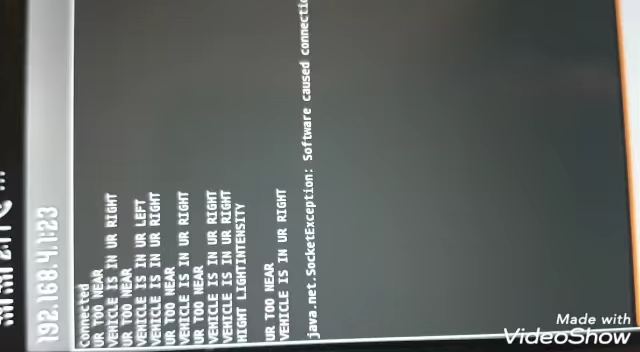 192.168.4.1:23
Connected
UR TOO NEAR
VEHICLE IS IN UR RIGHT
UR TOO NEAR
VEHICLE IS IN UR LEFT
VEHICLE IS IN UR RIGHT
UR TOO NEAR
VEHICLE IS IN UR RIGHT
UR TOO NEAR
VEHICLE IS IN UR RIGHT
VEHICLE IS IN UR RIGHT
HIGHT LIGHTINTENSITY
UR TOO NEAR
VEHICLE IS IN UR RIGHT
java.net.SocketException: Software caused connectio
Made with
VideoShow